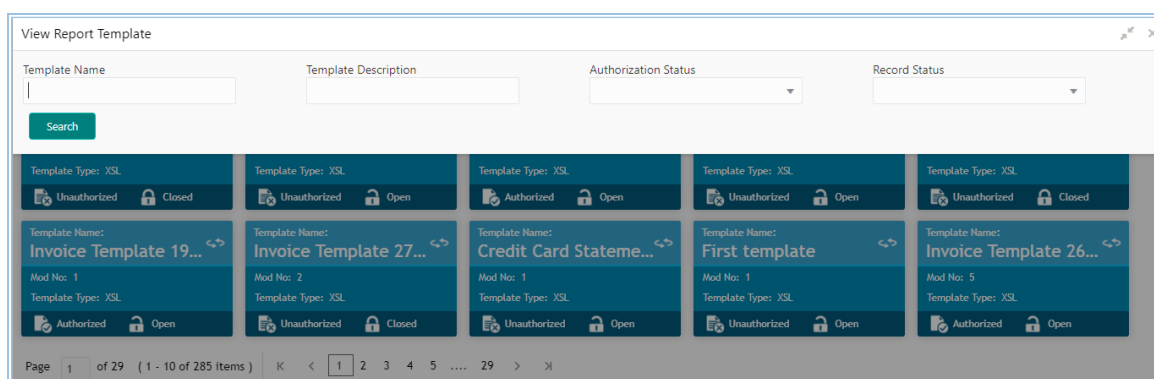 View Report Template
Template Name Template Description Authorization Status Record Status
Search
Template Type: XSL Template Type: XSL Template Type: XSL Template Type: XSL Template Type: XSL
Unauthorized Closed Unauthorized Open Authorized Open Unauthorized Open Unauthorized Closed
Template Name: Template Name: Template Name: Template Name: Template Name:
Invoice Template 19... Invoice Template 27... Credit Card Stateme... First template Invoice Template 26...
Mod No: 1 Mod No: 2 Mod No: 1 Mod No: 1 Mod No: 5
Template Type: XSL Template Type: XSL Template Type: XSL Template Type: XSL Template Type: XSL
Authorized Open Unauthorized Closed Unauthorized Open Unauthorized Open Authorized Open
Page 1 of 29 ( 1 - 10 of 285 items ) 1 2 3 4 5 .... 29